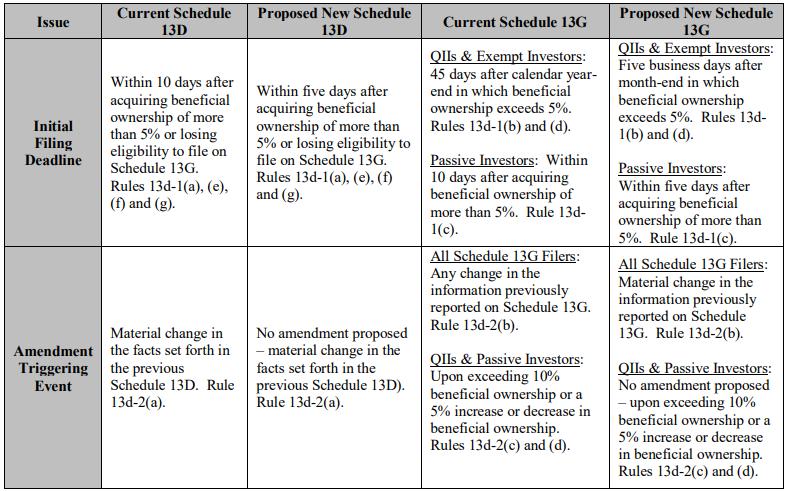 Issue
Current Schedule
13D
Proposed New Schedule
13D
Current Schedule 13G
Proposed New Schedule
13G
Initial
Filing
Deadline
Within 10 days after
acquiring beneficial
ownership of more
than 5% or losing
eligibility to file on
Schedule 13G.
Rules 13d-1(a), (e),
(f) and (g).
Within five days after
acquiring beneficial
ownership of more than
5% or losing eligibility to
file on Schedule 13G.
Rules 13d-1(a), (e), (f)
and (g).
QIIs & Exempt Investors:
45 days after calendar year-
end in which beneficial
ownership exceeds 5%.
Rules 13d-1(b) and (d).
Passive Investors:  Within
10 days after acquiring
beneficial ownership of
more than 5%.  Rule 13d-
1(c).
QIIs & Exempt Investors:
Five business days after
month-end in which
beneficial ownership
exceeds 5%.  Rules 13d-
1(b) and (d).
Passive Investors:
Within five days after
acquiring beneficial
ownership of more than
5%.  Rule 13d-1(c).
Amendment
Triggering
Event
Material change in
the facts set forth in
the previous
Schedule 13D.  Rule
13d-2(a).
No amendment proposed
– material change in the
facts set forth in the
previous Schedule 13D).
Rule 13d-2(a).
All Schedule 13G Filers:
Any change in the
information previously
reported on Schedule 13G.
Rule 13d-2(b).
QIIs & Passive Investors:
Upon exceeding 10%
beneficial ownership or a
5% increase or decrease in
beneficial ownership.
Rules 13d-2(c) and (d).
All Schedule 13G Filers:
Material change in the
information previously
reported on Schedule
13G.  Rule 13d-2(b).
QIIs & Passive Investors:
No amendment proposed
– upon exceeding 10%
beneficial ownership or a
5% increase or decrease
in beneficial ownership.
Rules 13d-2(c) and (d).